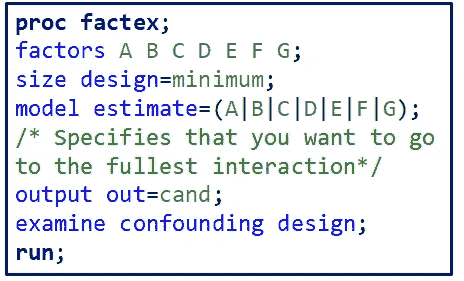 proc factex;
factors A B C D E F G;
size design=minimum;
model estimate=(A|B|C|D|E|F|G);
/* Specifies that you want to go
to the fullest interaction*/
output out=cand;
examine confounding design;
run;